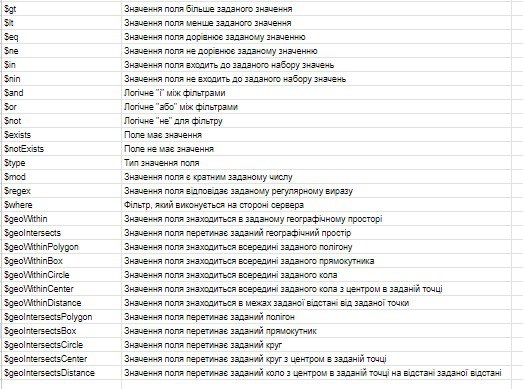 $gt Значення поля більше заданого значення
$lt Значення поля менше заданого значення
$eq Значення поля дорівнює заданому значенню
$ne Значення поля не дорівнює заданому значенню
$in Значення поля входить до заданого набору значень
$nin Значення поля не входить до заданого набору значень
$and Логічне "і" між фільтрами
$or Логічне "або" між фільтрами
$not Логічне "не" для фільтру
$exists Поле має значення
$notExists Поле не має значення
$type Тип значення поля
$mod Значення поля є кратним заданому числу
$regex Значення поля відповідає заданому регулярному виразу
$where Фільтр, який виконується на стороні сервера
$geoWithin Значення поля знаходиться в заданому географічному просторі
$geoIntersects Значення поля перетинає заданий географічний простір
$geoWithinPolygon Значення поля знаходиться всередині заданого полігону
$geoWithinBox Значення поля знаходиться всередині заданого прямокутника
$geoWithinCircle Значення поля знаходиться всередині заданого кола
$geoWithinCenter Значення поля знаходиться всередині заданого кола з центром в заданій точці
$geoWithinDistance Значення поля знаходиться в межах заданої відстані від заданої точки
$geoIntersectsPolygon Значення поля перетинає заданий полігон
$geoIntersectsBox Значення поля перетинає заданий прямокутник
$geoIntersectsCircle Значення поля перетинає заданий круг
$geoIntersectsCenter Значення поля перетинає заданий круг з центром в заданій точці
$geoIntersectsDistance Значення поля перетинає заданий коло з центром в заданій точці на відстані заданої відстані